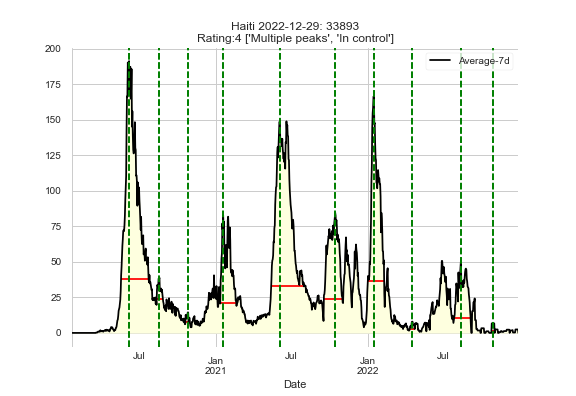 Haiti 2022-12-29: 33893
Rating:4 ['Multiple peaks', 'In control']
200
175
150
125
100
75
50
25
0
Average-7d
Jul
Jan
2021
Jul
Jan
2022
Jul
Date